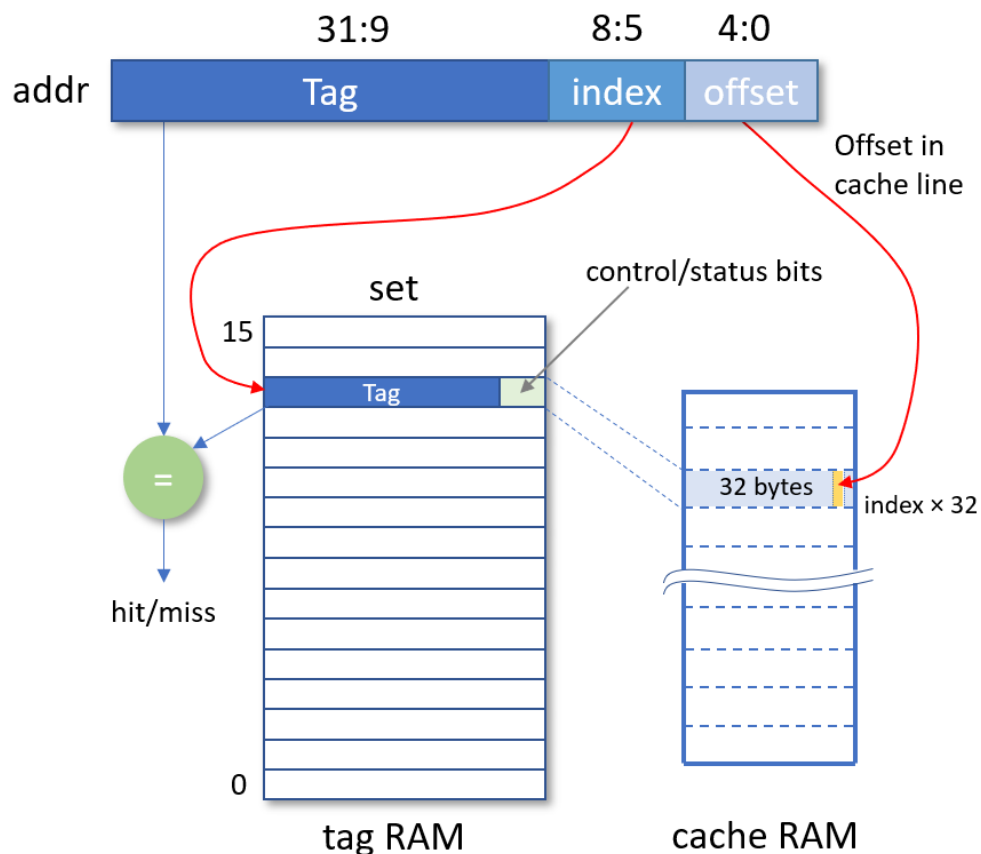 31:9
8:5
4:0
addr
Tag
index
offset
Offset in
cache line
control/status bits
set
15
Tag
=
32 bytes
index × 32
hit/miss
0
tag RAM
cache RAM